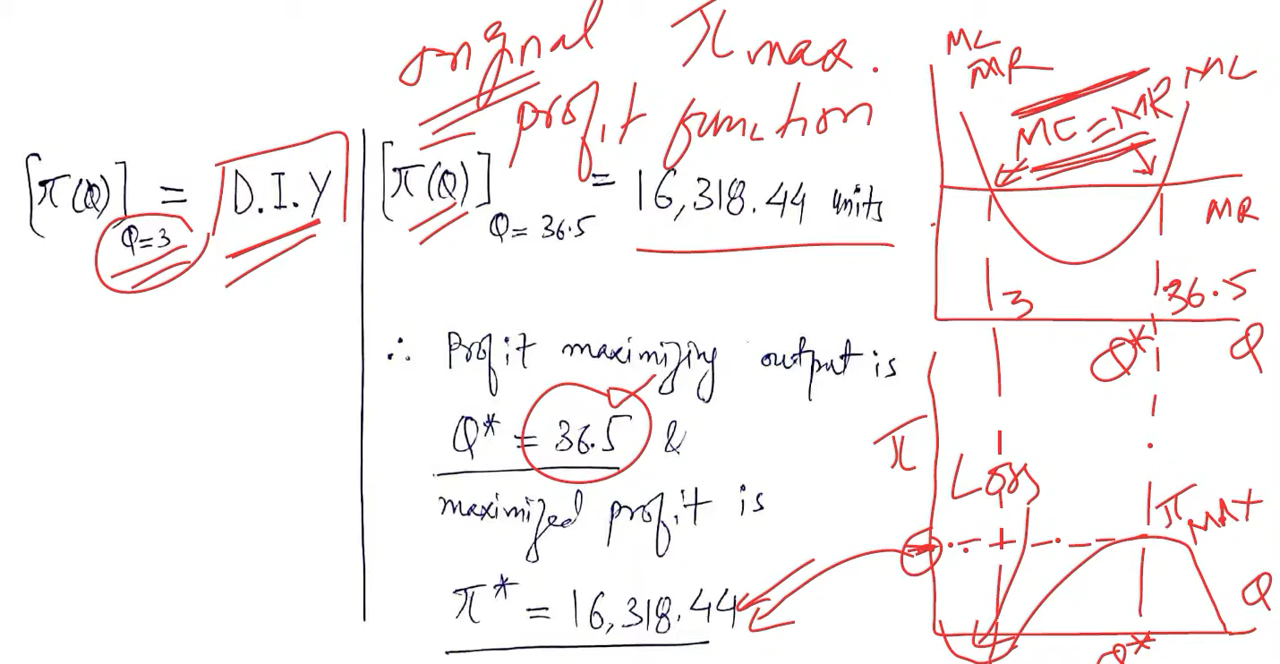 original π max.
profit function
[π(Q)]
Q=3
= D.I.Y
[π(Q)]
Q= 36.5
= 16,318.44 units
∴ Profit maximizing output is
Q* = 36.5 &
maximized profit is
π* = 16,318.44
MC
MR
MC
MC=MR
MR
3
36.5
Q*
Q
π
Loss
π MAX
Q
Q*